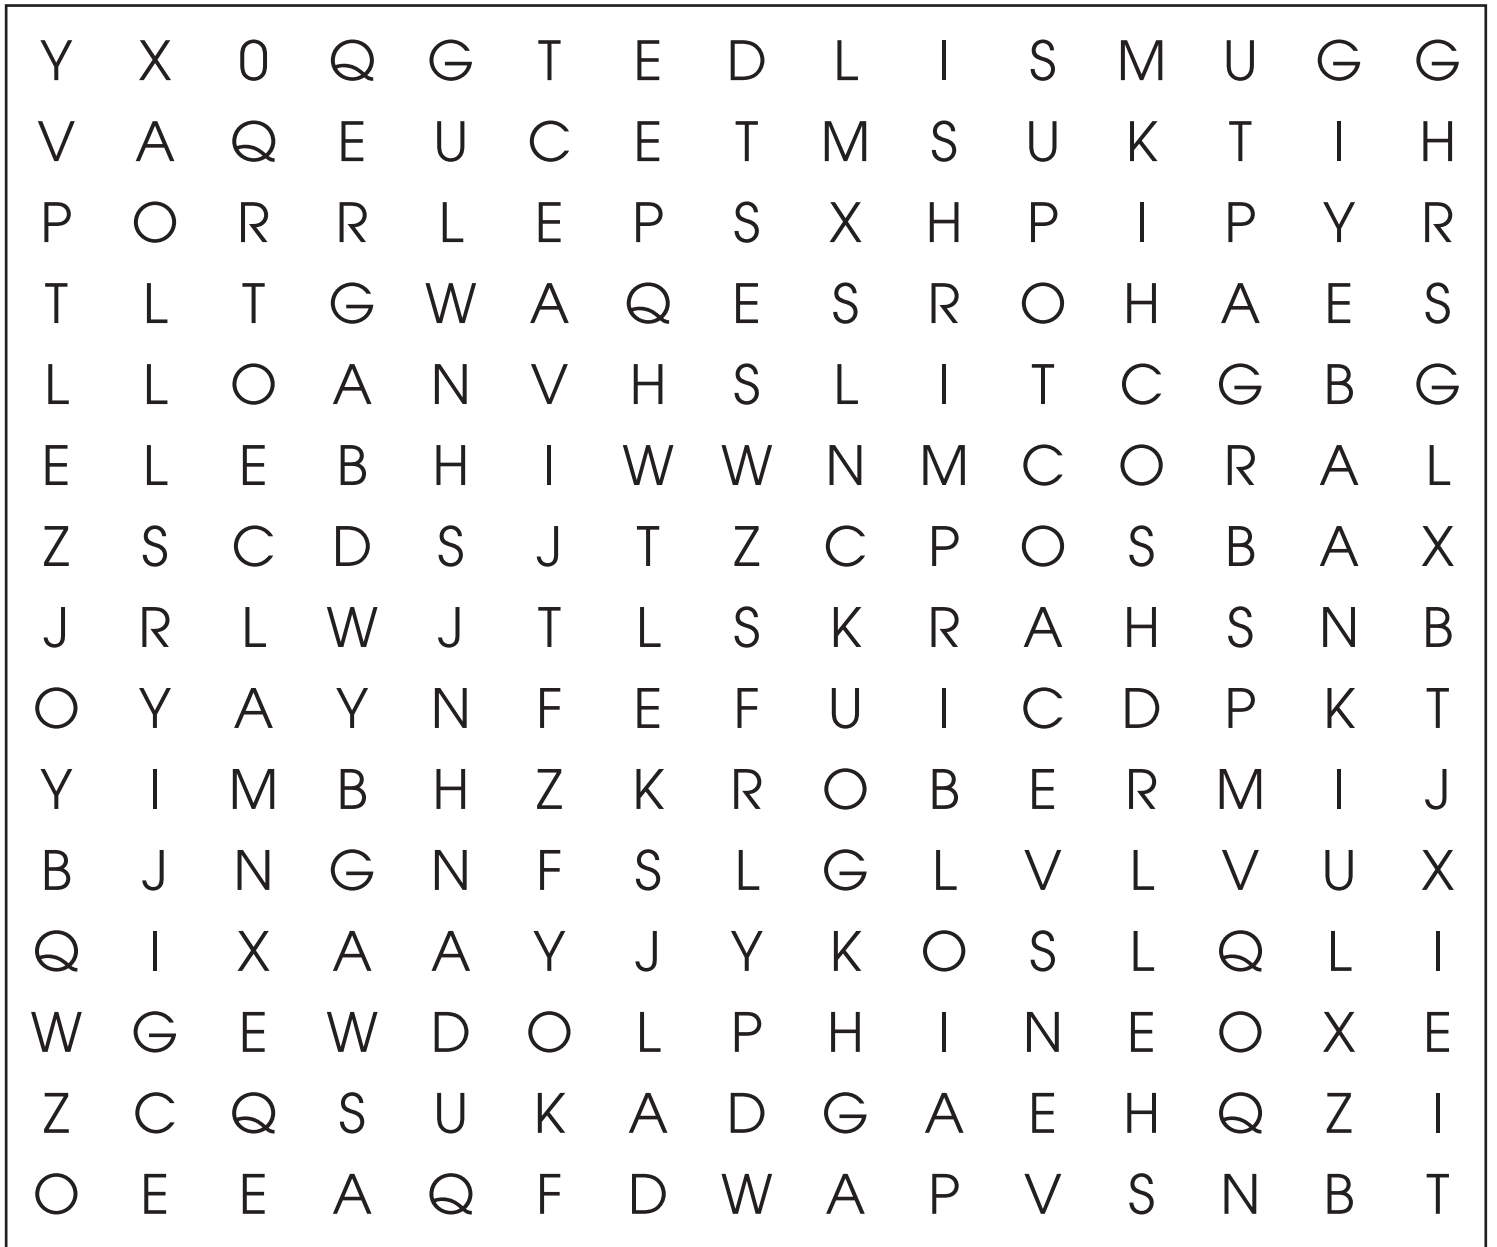 Y X 0 Q G T E D L I S M U G G
V A Q E U C E T M S U K T I H
P O R R L E P S X H P I P Y R
T L T G W A Q E S R O H A E S
L L O A N V H S L I T C G B G
E L E B H I W W N M C O R A L
Z S C D S J T Z C P O S B A X
J R L W J T L S K R A H S N B
O Y A Y N F E F U I C D P K T
Y I M B H Z K R O B E R M I J
B J N G N F S L G L V L V U X
Q I X A A Y J Y K O S L Q L I
W G E W D O L P H I N E O X E
Z C Q S U K A D G A E H Q Z I
O E E A Q F D W A P V S N B T